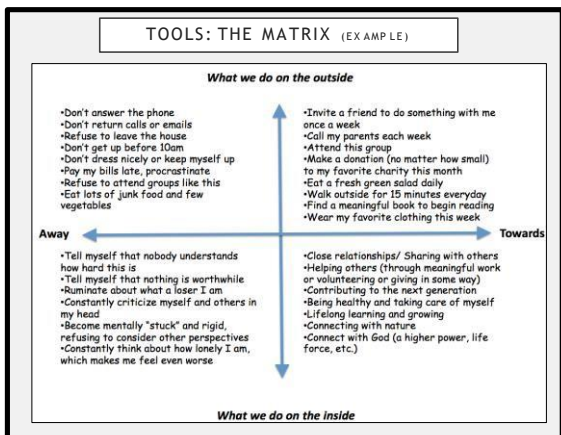 TOOLS: THE MATRIX (EXAMPLE)
What we do on the outside
•Don't answer the phone
•Don't return calls or emails
•Refuse to leave the house
•Don't get up before 10am
•Don't dress nicely or keep myself up
•Pay my bills late, procrastinate
•Refuse to attend groups like this
•Eat lots of junk food and few
vegetables
•Invite a friend to do something with me
once a week
•Call my parents each week
•Attend this group
•Make a donation (no matter how small)
to my favorite charity this month
•Eat a fresh green salad daily
•Walk outside for 15 minutes everyday
•Find a meaningful book to begin reading
•Wear my favorite clothing this week
Away
Towards
•Tell myself that nobody understands
how hard this is
•Tell myself that nothing is worthwhile
•Ruminate about what a loser I am
•Constantly criticize myself and others in
my head
•Become mentally "stuck" and rigid,
refusing to consider other perspectives
•Constantly think about how lonely I am,
which makes me feel even worse
•Close relationships/ Sharing with others
•Helping others (through meaningful work
or volunteering or giving in some way)
•Contributing to the next generation
•Being healthy and taking care of myself
•Lifelong learning and growing
•Connecting with nature
•Connect with God (a higher power, life
force, etc.)
What we do on the inside